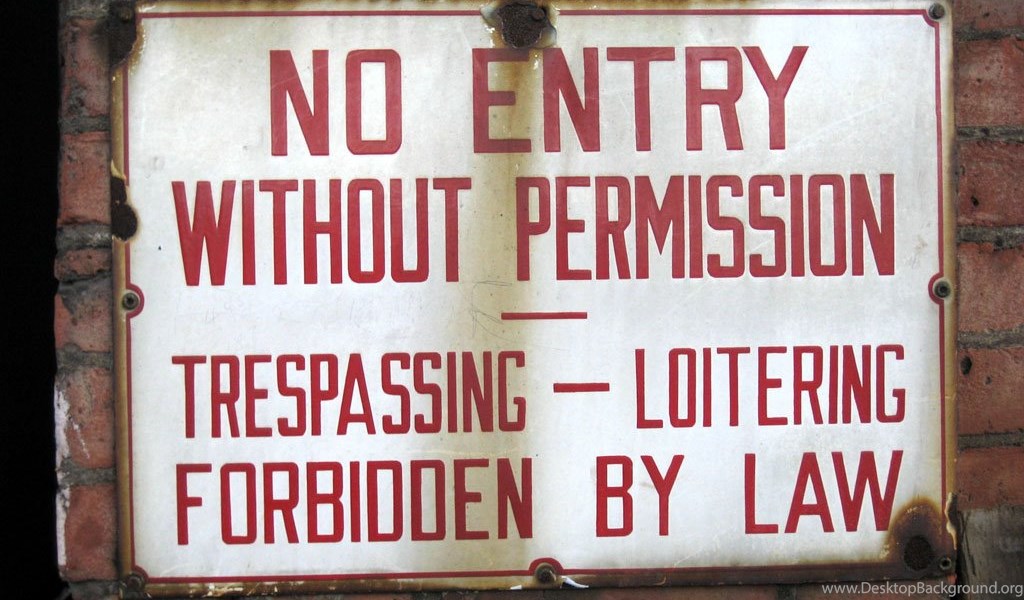 NO ENTRY
WITHOUT PERMISSION
—
TRESPASSING — LOITERING
FORBIDDEN BY LAW
www.DesktopBackground.org